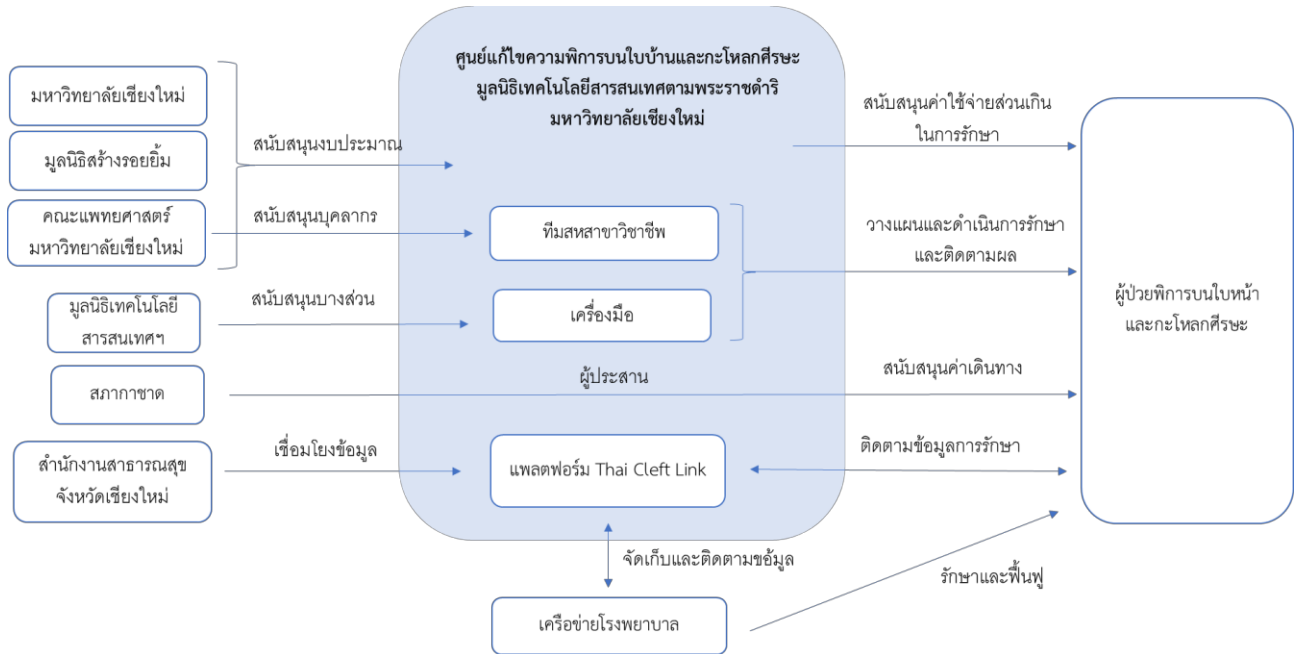 ศูนย์แก้ไขความพิการบนใบบ้านและกะโหลกศีรษะ
มูลนิธิเทคโนโลยีสารสนเทศตามพระราชดำริ
มหาวิทยาลัยเชียงใหม่
มหาวิทยาลัยเชียงใหม่
มูลนิธิสร้างรอยยิ้ม
คณะแพทยศาสตร์
มหาวิทยาลัยเชียงใหม่
มูลนิธิเทคโนโลยี
สารสนเทศฯ
สภากาชาด
สำนักงานสาธารณสุข
จังหวัดเชียงใหม่
สนับสนุนงบประมาณ
สนับสนุนบุคลากร
สนับสนุนบางส่วน
เชื่อมโยงข้อมูล
ทีมสหสาขาวิชาชีพ
เครื่องมือ
ผู้ประสาน
แพลตฟอร์ม Thai Cleft Link
จัดเก็บและติดตามขอ้มูล
เครือข่ายโรงพยาบาล
สนับสนุนค่าใช้จ่ายส่วนเกิน
ในการรักษา
วางแผนและดำเนินการรักษา
และติดตามผล
สนับสนุนค่าเดินทาง
ติดตามข้อมูลการรักษา
รักษาและฟื้นฟู
ผู้ป่วยพิการบนใบหน้า
และกะโหลกศีรษะ